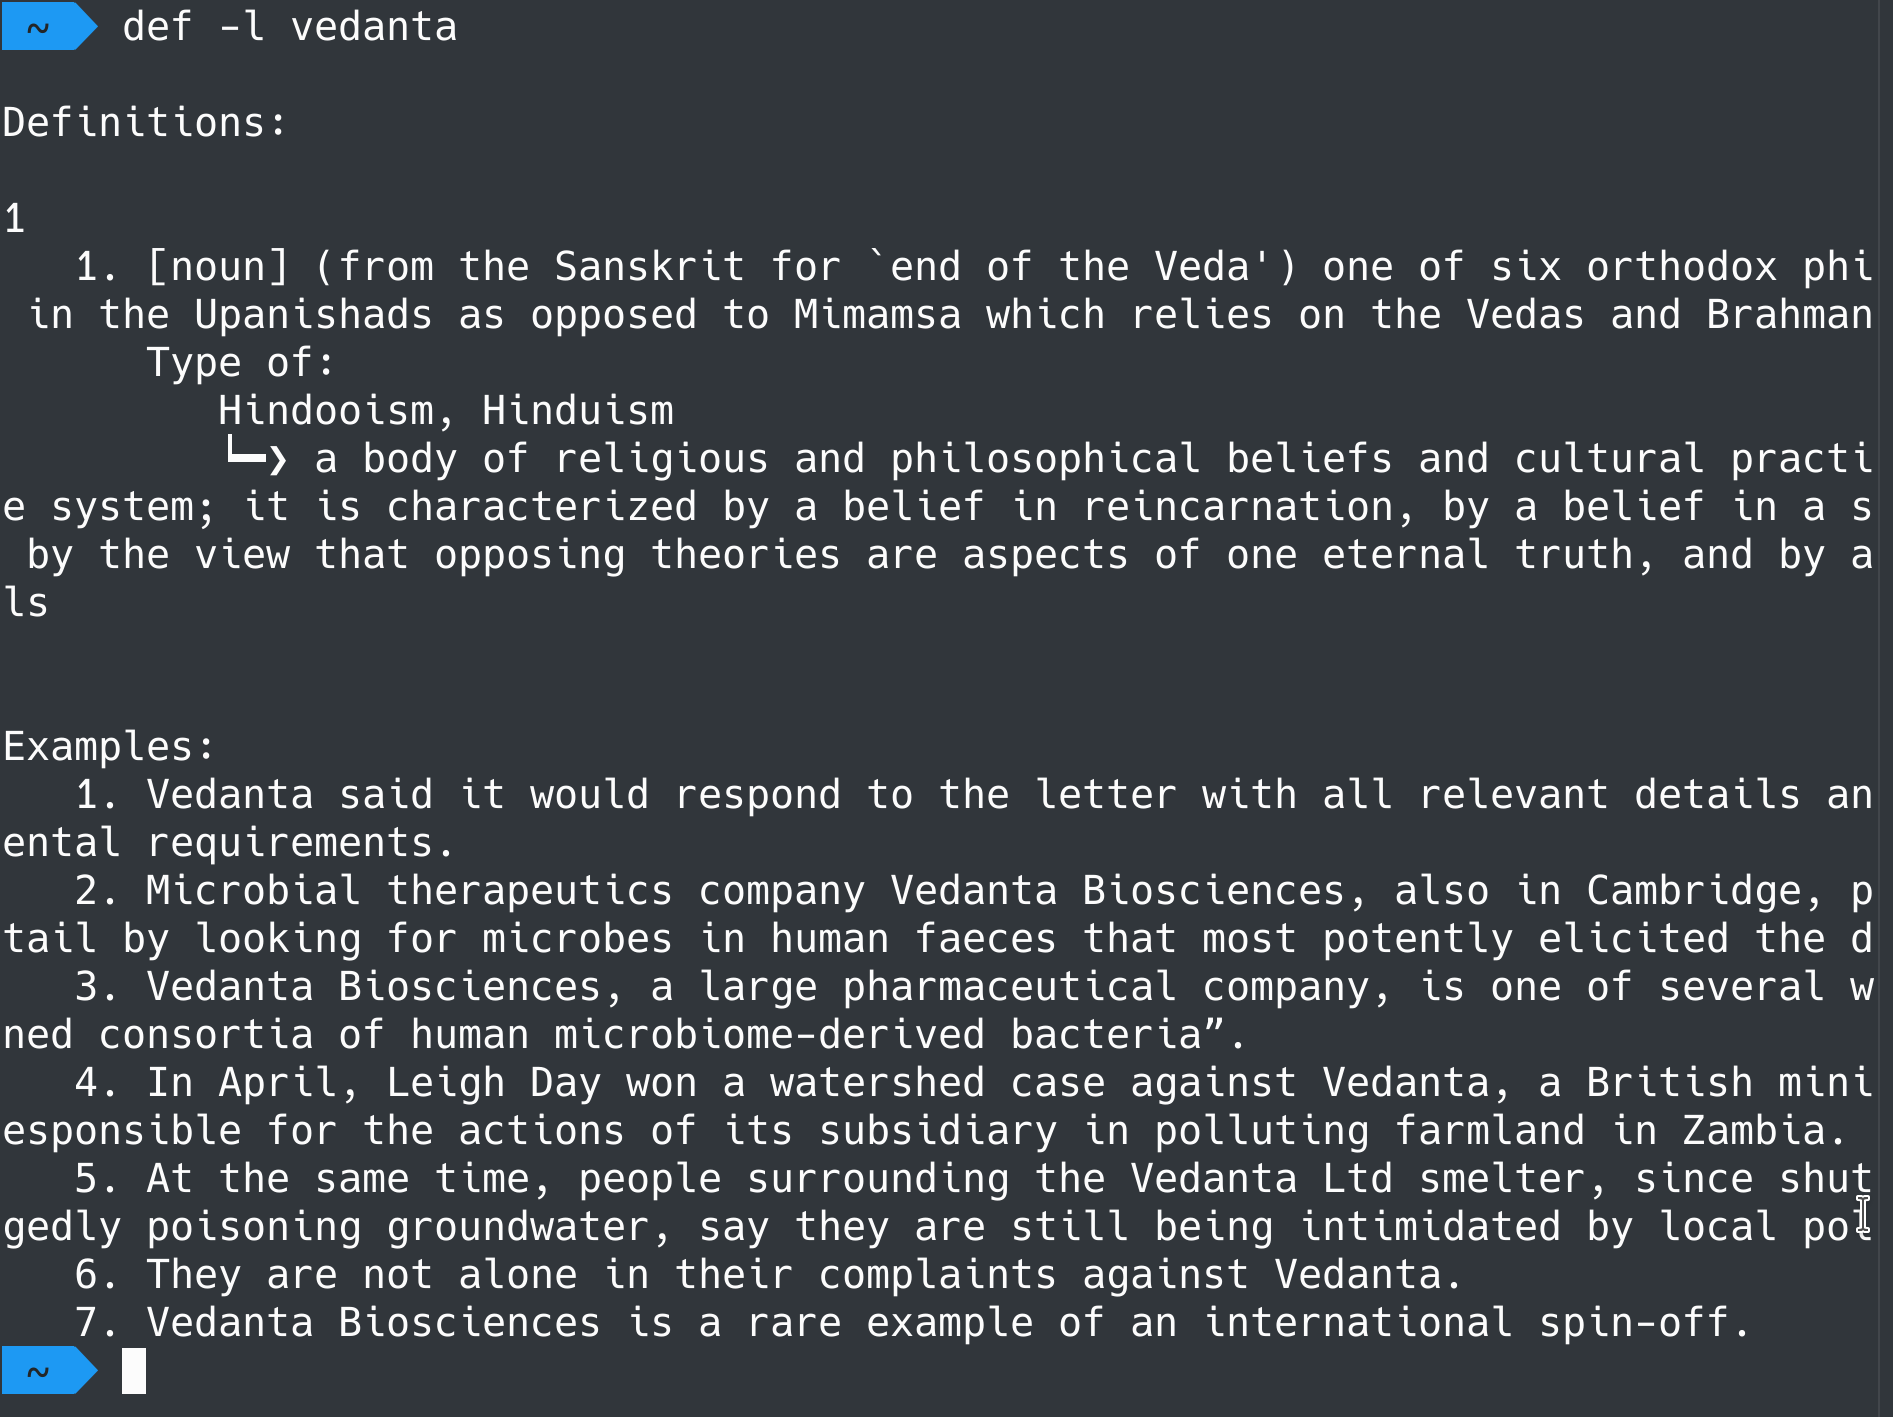 ~ def -l vedanta
Definitions:
1
1. [noun] (from the Sanskrit for `end of the Veda') one of six orthodox phi
in the Upanishads as opposed to Mimamsa which relies on the Vedas and Brahman
Type of:
Hindooism, Hinduism
┗━❯ a body of religious and philosophical beliefs and cultural practi
e system; it is characterized by a belief in reincarnation, by a belief in a s
by the view that opposing theories are aspects of one eternal truth, and by a
ls
Examples:
1. Vedanta said it would respond to the letter with all relevant details an
ental requirements.
2. Microbial therapeutics company Vedanta Biosciences, also in Cambridge, p
tail by looking for microbes in human faeces that most potently elicited the d
3. Vedanta Biosciences, a large pharmaceutical company, is one of several w
ned consortia of human microbiome-derived bacteria”.
4. In April, Leigh Day won a watershed case against Vedanta, a British mini
esponsible for the actions of its subsidiary in polluting farmland in Zambia.
5. At the same time, people surrounding the Vedanta Ltd smelter, since shut
gedly poisoning groundwater, say they are still being intimidated by local pol
6. They are not alone in their complaints against Vedanta.
7. Vedanta Biosciences is a rare example of an international spin-off.
~